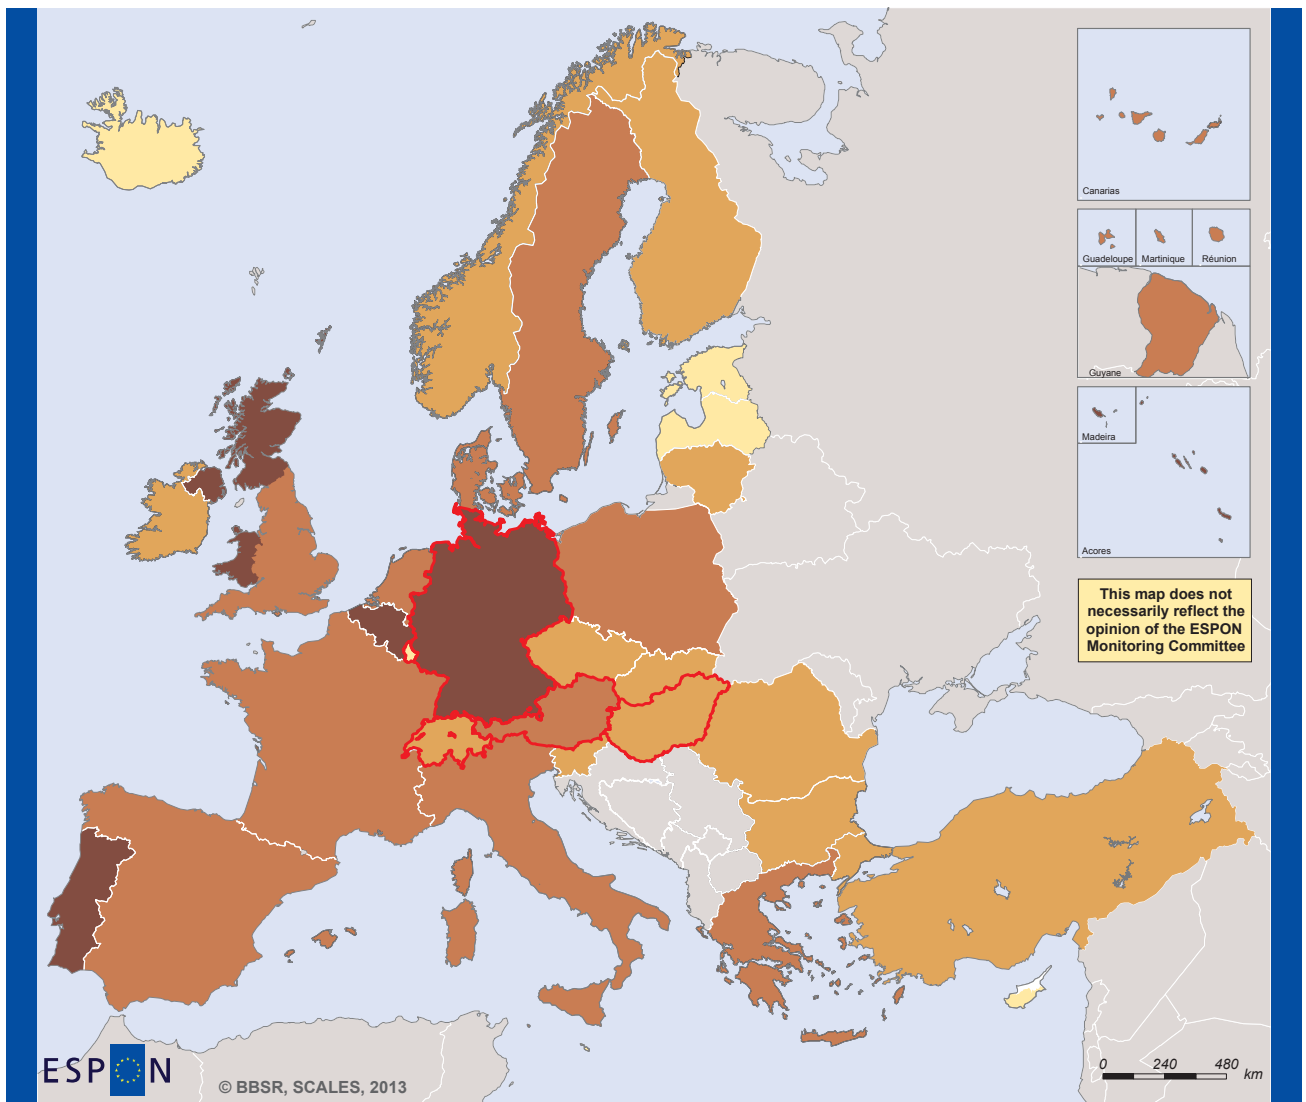 Canarias
Guadeloupe
Martinique
Réunion
Guyane
Madeira
Acores
This map does not
necessarily reflect the
opinion of the ESPON
Monitoring Committee
ESPON
© BBSR, SCALES, 2013
0 240 480
km